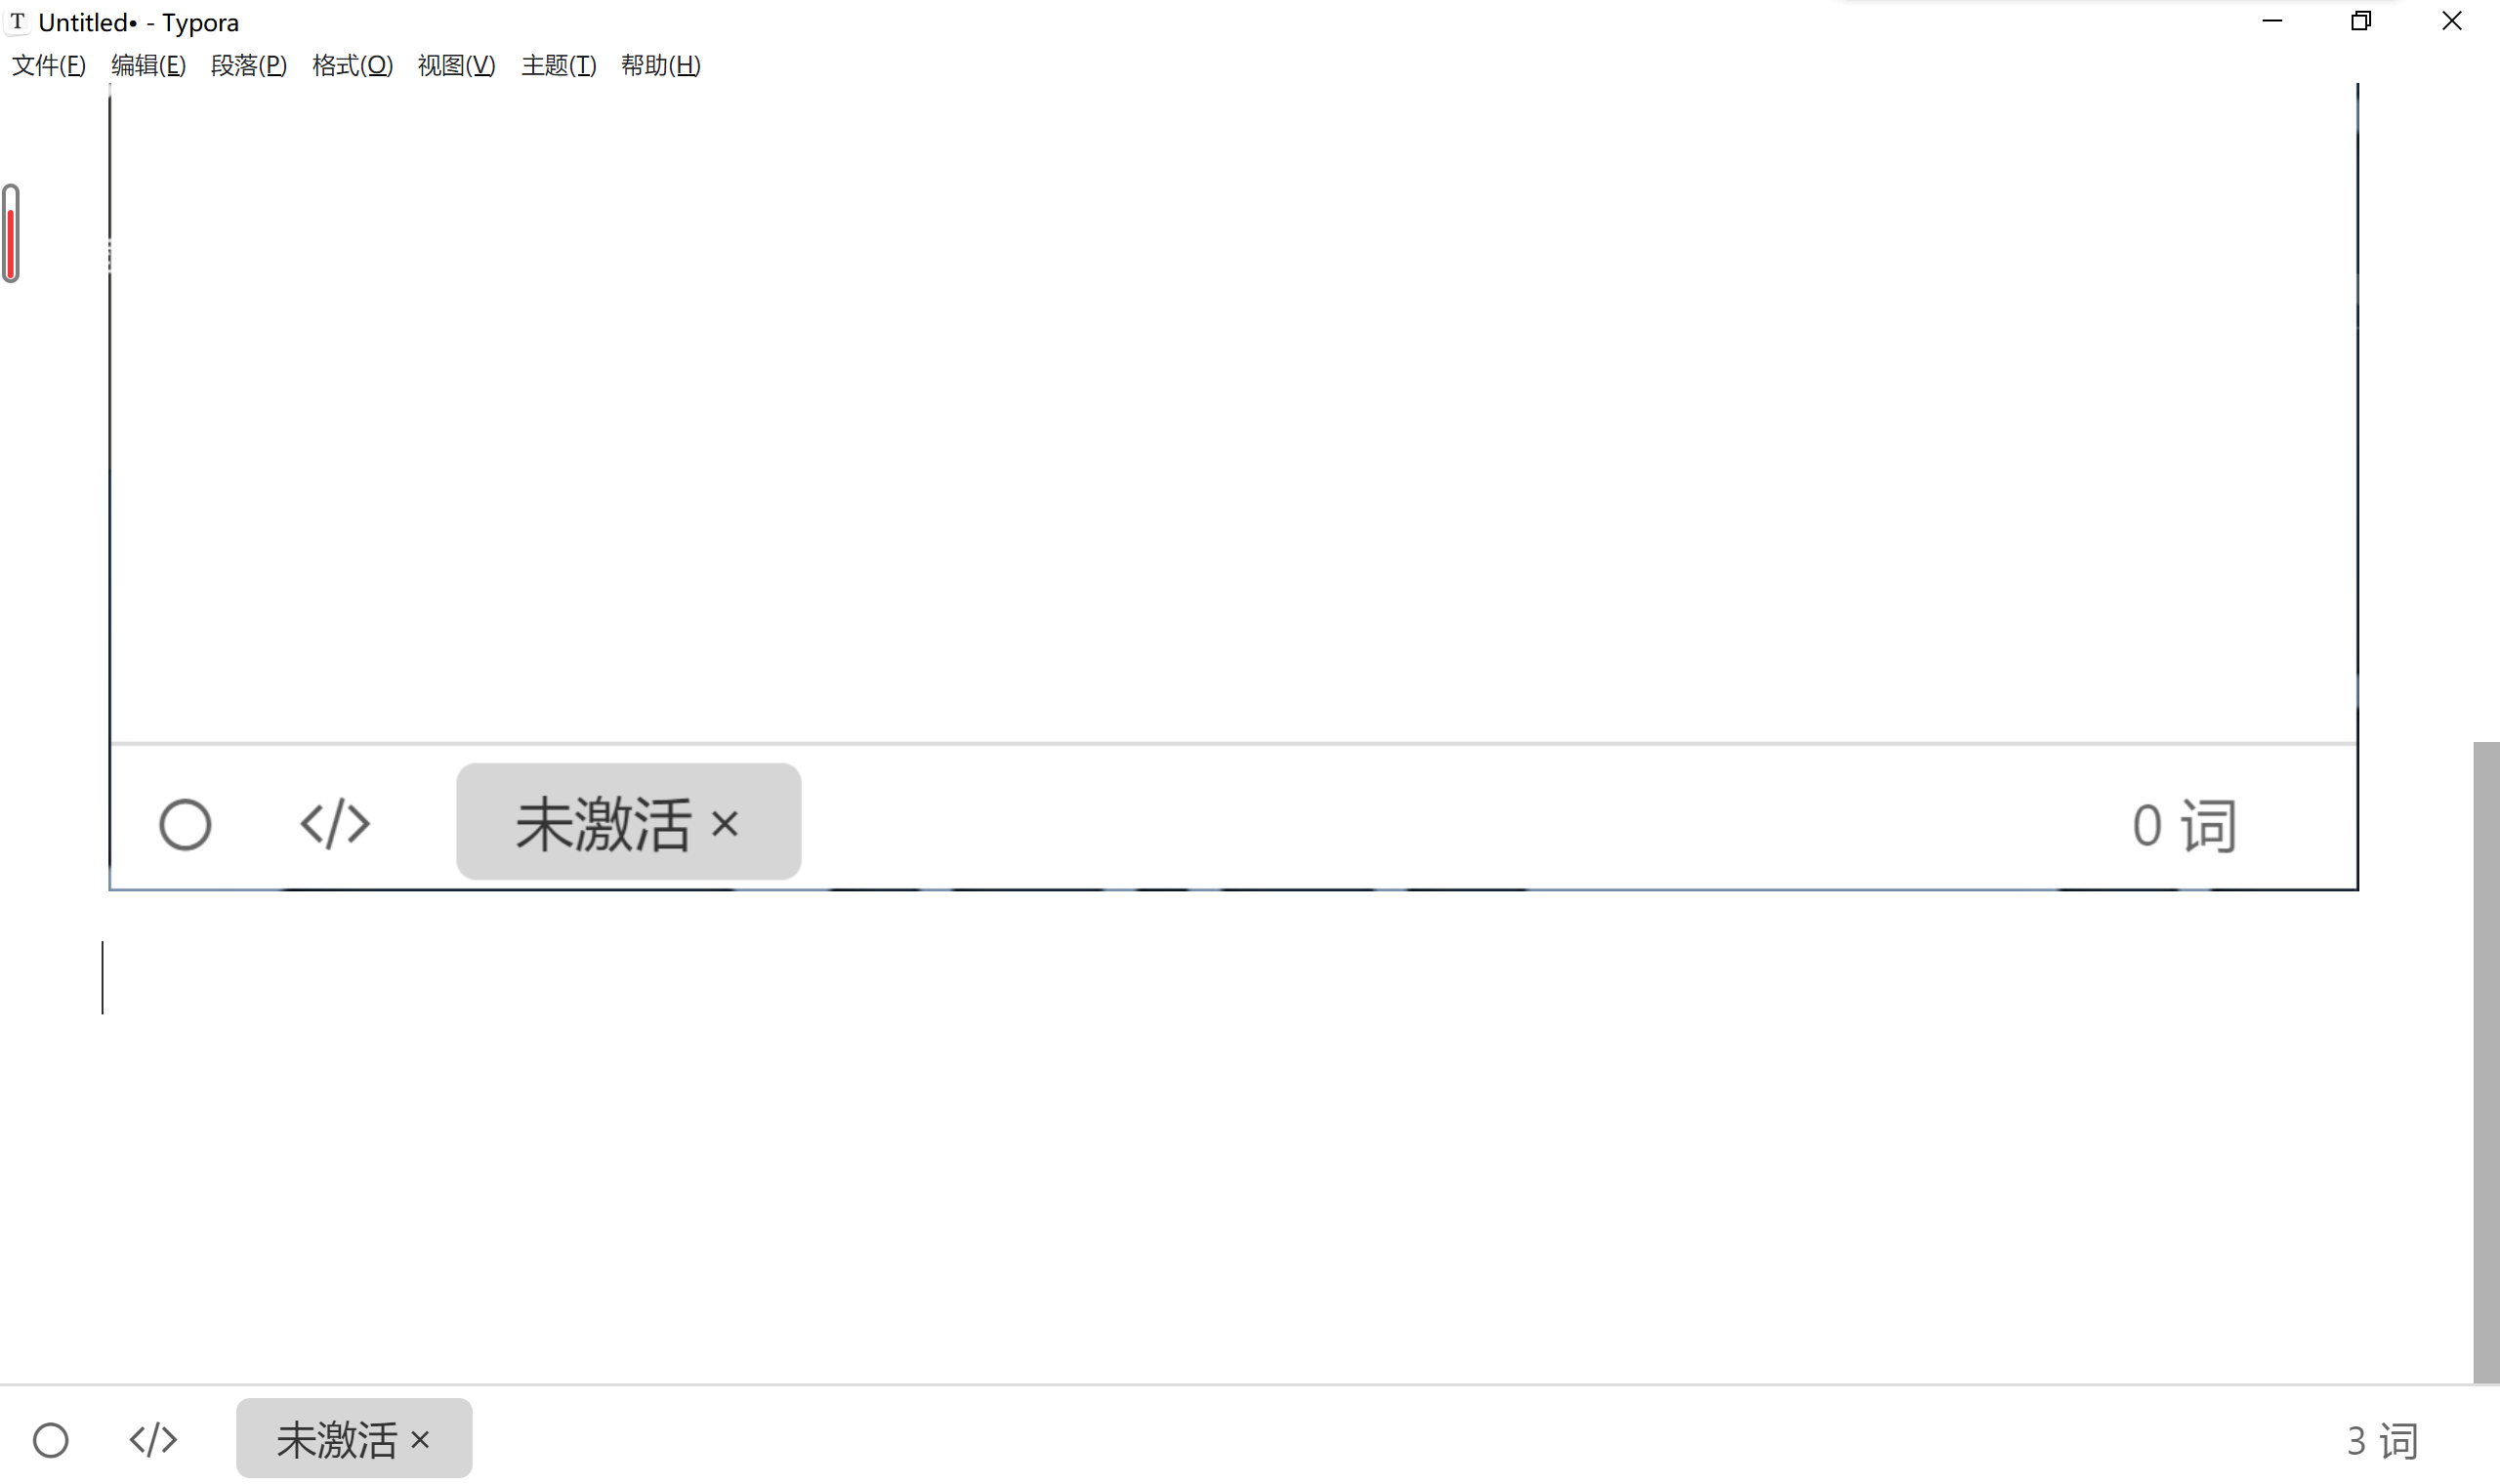 T Untitled• - Typora
文件(F) 编辑(E) 段落(P) 格式(O) 视图(V) 主题(T) 帮助(H)
</> 未激活 × 0 词
</> 未激活 × 3 词